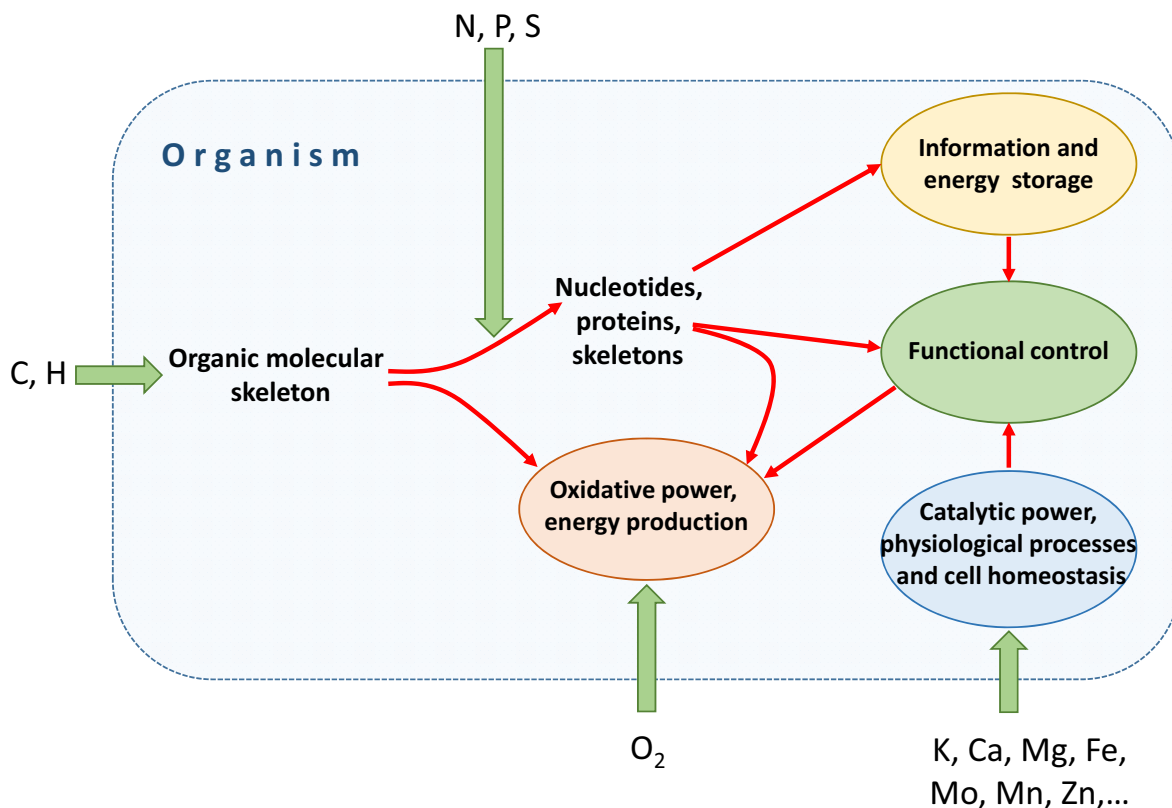 N, P, S
Organism
Information and
energy storage
Nucleotides,
proteins,
skeletons
Functional control
C, H
Organic molecular
skeleton
Oxidative power,
energy production
Catalytic power,
physiological processes
and cell homeostasis
O₂
K, Ca, Mg, Fe,
Mo, Mn, Zn,...